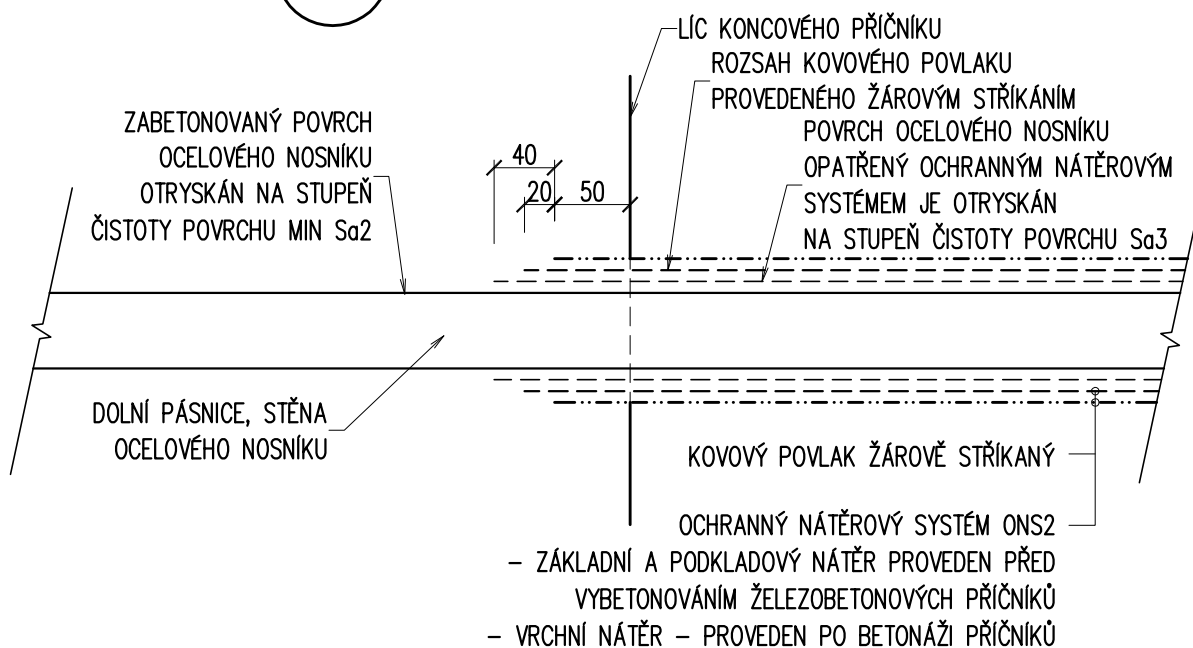 LÍC KONCOVÉHO PŘÍČNÍKU
ROZSAH KOVOVÉHO POVLAKU
PROVEDENÉHO ŽÁROVÝM STŘÍKÁNÍM
ZABETONOVANÝ POVRCH
OCELOVÉHO NOSNÍKU
OTRYSKÁN NA STUPEŇ
ČISTOTY POVRCHU MIN Sa2
40
20
50
POVRCH OCELOVÉHO NOSNÍKU
OPATŘENÝ OCHRANNÝM NÁTĚROVÝM
SYSTÉMEM JE OTRYSKÁN
NA STUPEŇ ČISTOTY POVRCHU Sa3
DOLNÍ PÁSNICE, STĚNA
OCELOVÉHO NOSNÍKU
KOVOVÝ POVLAK ŽÁROVĚ STŘÍKANÝ
OCHRANNÝ NÁTĚROVÝ SYSTÉM ONS2
– ZÁKLADNÍ A PODKLADOVÝ NÁTĚR PROVEDEN PŘED
VYBETONOVÁNÍM ŽELEZOBETONOVÝCH PŘÍČNÍKŮ
– VRCHNÍ NÁTĚR – PROVEDEN PO BETONÁŽI PŘÍČNÍKŮ